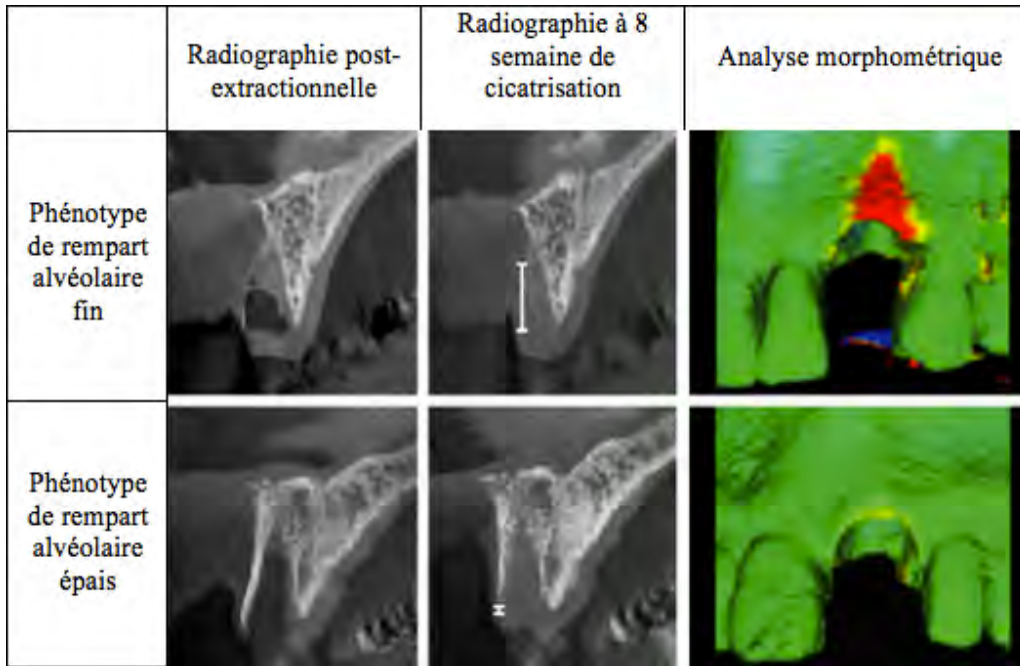 Radiographie post-
extractionnelle
Radiographie à 8
semaine de
cicatrisation
Analyse morphométrique
Phénotype
de rempart
alvéolaire
fin
Phénotype
de rempart
alvéolaire
épais